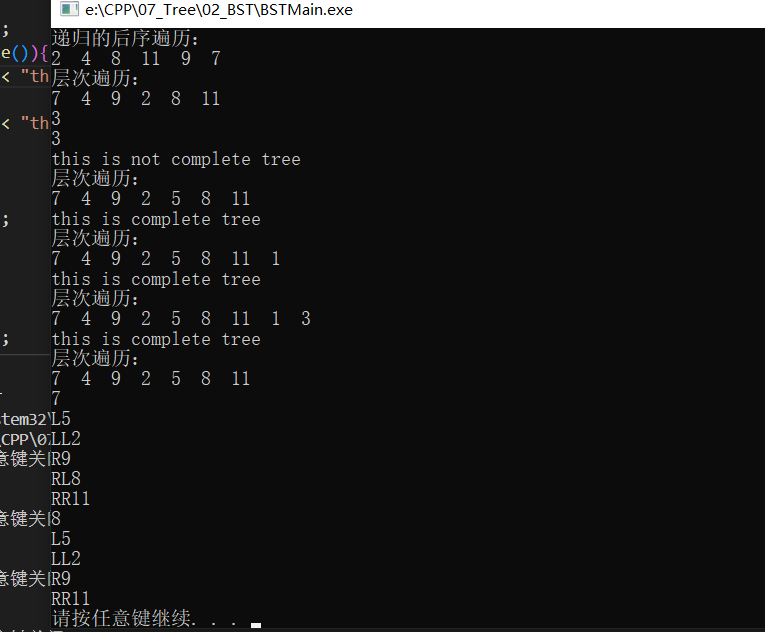 e:\CPP\07_Tree\02_BST\BSTMain.exe
;
e()){
< "th
< "th
;
;
stem32\
\CPP\07
意键关闭
意键关闭
意键关闭
递归的后序遍历:
2 4 8 11 9 7
层次遍历:
7 4 9 2 8 11
3
3
this is not complete tree
层次遍历:
7 4 9 2 5 8 11
this is complete tree
层次遍历:
7 4 9 2 5 8 11 1
this is complete tree
层次遍历:
7 4 9 2 5 8 11 1 3
this is complete tree
层次遍历:
7 4 9 2 5 8 11
7
L5
LL2
R9
RL8
RR11
8
L5
LL2
R9
RR11
请按任意键继续. . .